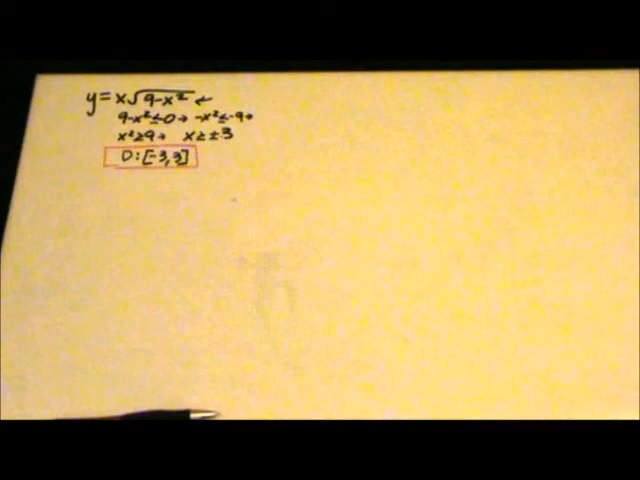 y=x√9-x² ←
9-x²≤0→ -x²≤-9→
x²≥9→ x≥±3
D:[-3,3]